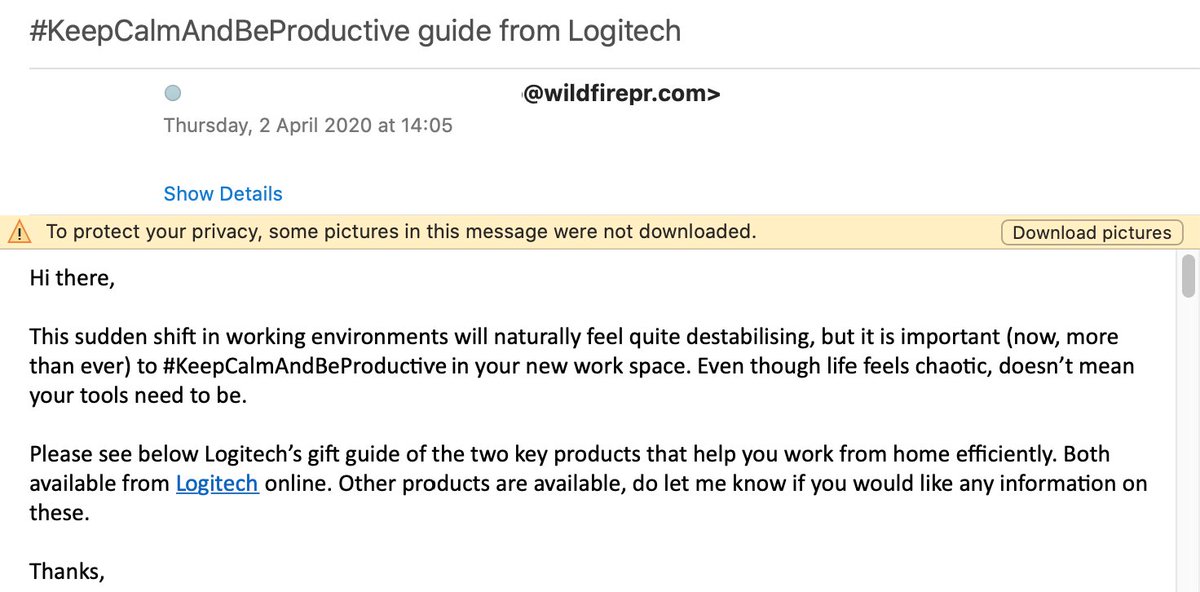 #KeepCalmAndBeProductive guide from Logitech
@wildfirepr.com>
Thursday, 2 April 2020 at 14:05
Show Details
To protect your privacy, some pictures in this message were not downloaded.
Download pictures
Hi there,
This sudden shift in working environments will naturally feel quite destabilising, but it is important (now, more
than ever) to #KeepCalmAndBeProductive in your new work space. Even though life feels chaotic, doesn’t mean
your tools need to be.
Please see below Logitech’s gift guide of the two key products that help you work from home efficiently. Both
available from Logitech online. Other products are available, do let me know if you would like any information on
these.
Thanks,